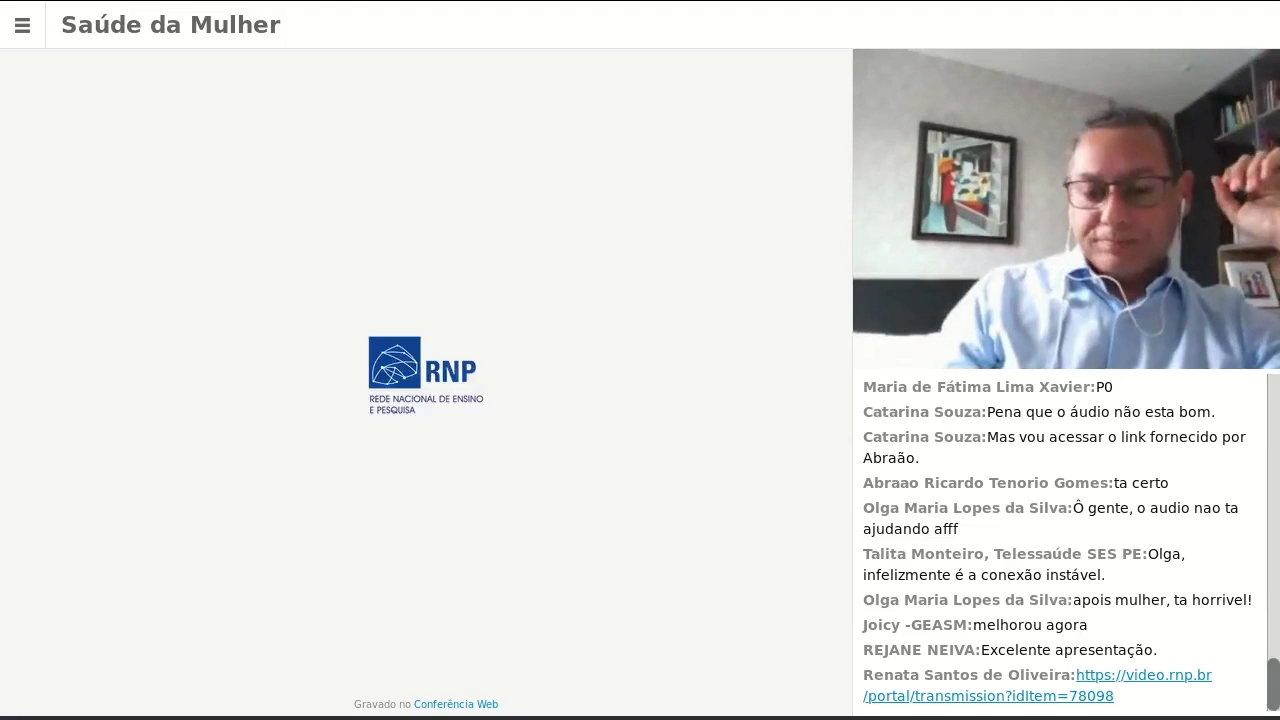 Saúde da Mulher
RNP
REDE NACIONAL DE ENSINO
E PESQUISA
Gravado no Conferência Web
Maria de Fátima Lima Xavier:P0
Catarina Souza:Pena que o áudio não esta bom.
Catarina Souza:Mas vou acessar o link fornecido por
Abraão.
Abraao Ricardo Tenorio Gomes:ta certo
Olga Maria Lopes da Silva:Ô gente, o audio nao ta
ajudando afff
Talita Monteiro, Telessaúde SES PE:Olga,
infelizmente é a conexão instável.
Olga Maria Lopes da Silva:apois mulher, ta horrivel!
Joicy -GEASM:melhorou agora
REJANE NEIVA:Excelente apresentação.
Renata Santos de Oliveira:https://video.rnp.br
/portal/transmission?idItem=78098